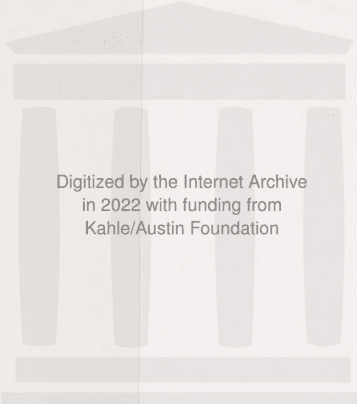 Digitized by the Internet Archive
in 2022 with funding from
Kahle/Austin Foundation